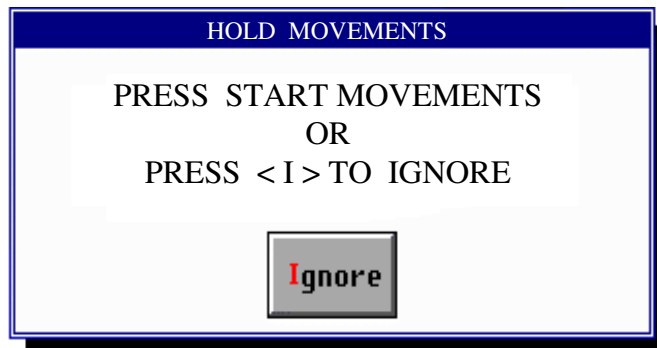 HOLD MOVEMENTS
PRESS START MOVEMENTS
OR
PRESS < I > TO IGNORE
Ignore